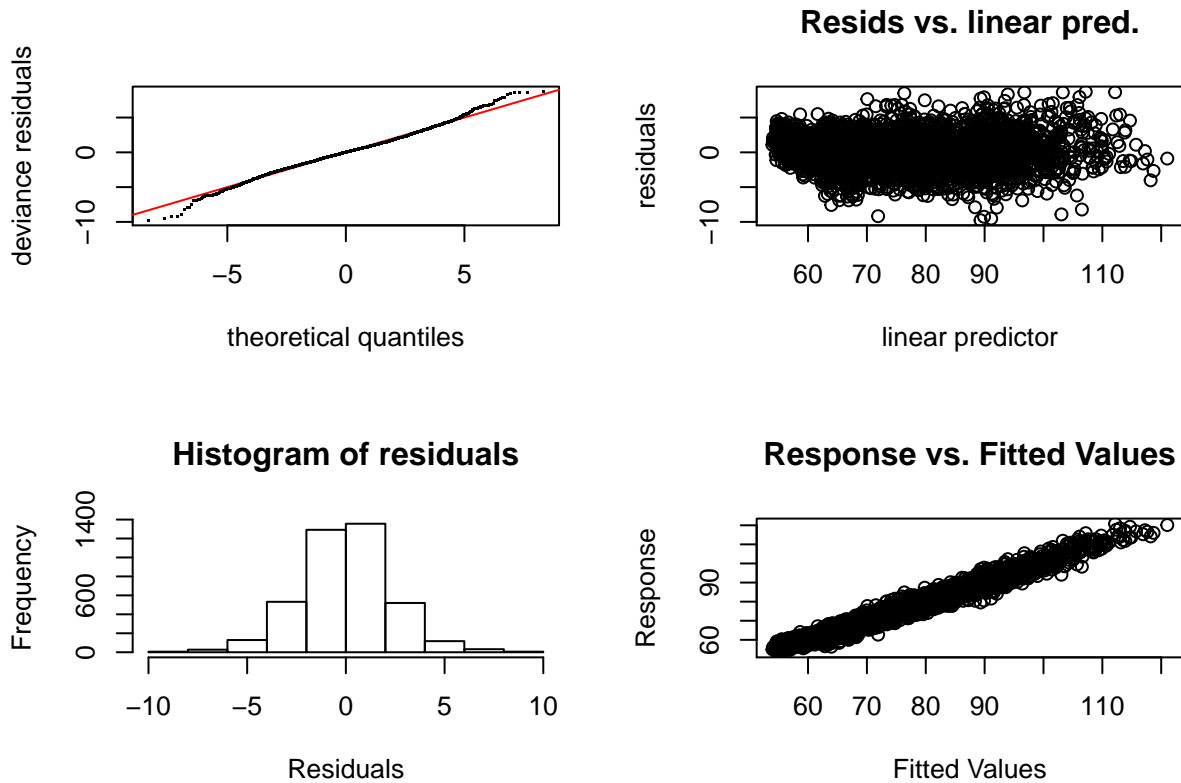 deviance residuals
−10
0
−5
0
5
theoretical quantiles
Resids vs. linear pred.
residuals
−10
0
60
70
80
90
110
linear predictor
Histogram of residuals
Frequency
0
600
1400
−10
−5
0
5
10
Residuals
Response vs. Fitted Values
Response
60
90
60
70
80
90
110
Fitted Values